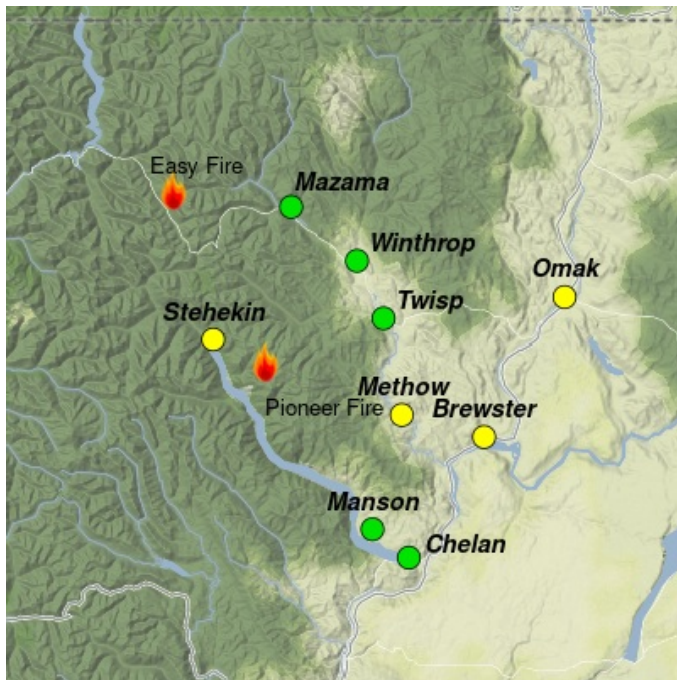 Easy Fire
Mazama
Winthrop
Omak
Twisp
Stehekin
Methow
Pioneer Fire
Brewster
Manson
Chelan